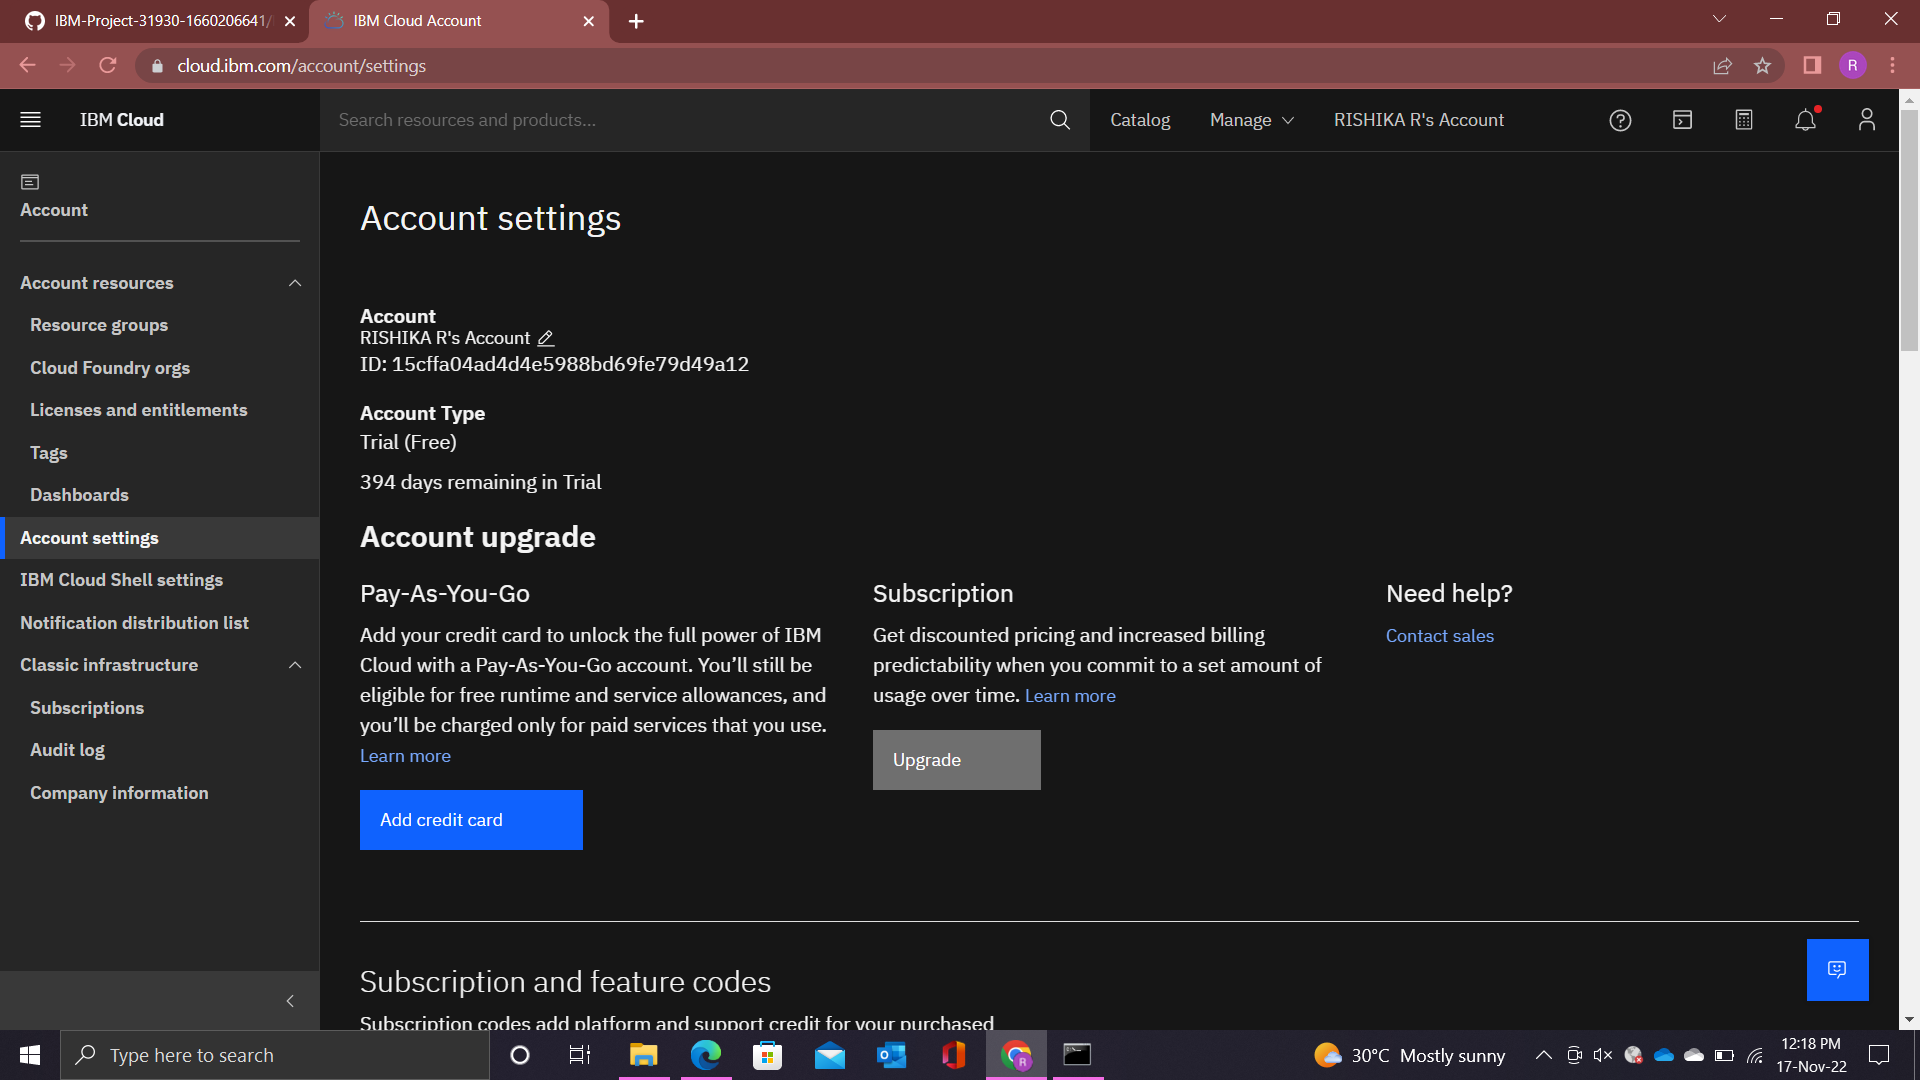 IBM-Project-31930-1660206641/
IBM Cloud Account
cloud.ibm.com/account/settings
R
IBM Cloud
Search resources and products...
Catalog
Manage
RISHIKA R's Account
Account
Account resources
Resource groups
Cloud Foundry orgs
Licenses and entitlements
Tags
Dashboards
Account settings
IBM Cloud Shell settings
Notification distribution list
Classic infrastructure
Subscriptions
Audit log
Company information
Account settings
Account
RISHIKA R's Account
ID: 15cffa04ad4d4e5988bd69fe79d49a12
Account Type
Trial (Free)
394 days remaining in Trial
Account upgrade
Pay-As-You-Go
Add your credit card to unlock the full power of IBM
Cloud with a Pay-As-You-Go account. You’ll still be
eligible for free runtime and service allowances, and
you’ll be charged only for paid services that you use.
Learn more
Add credit card
Subscription
Get discounted pricing and increased billing
predictability when you commit to a set amount of
usage over time. Learn more
Upgrade
Need help?
Contact sales
Subscription and feature codes
Subscription codes add platform and support credit for your purchased
Type here to search
R
30°C Mostly sunny
12:18 PM
17-Nov-22